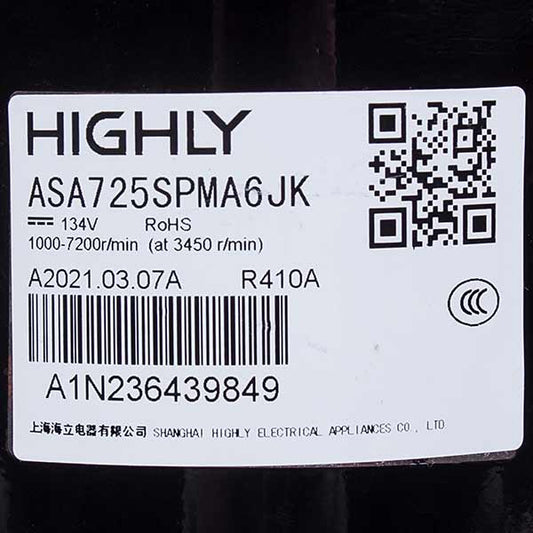 HIGHLY
ASA725SPMA6JK
⎓ 134V RoHS
1000-7200r/min (at 3450 r/min)
A2021.03.07A R410A
CCC
A1N236439849
上海海立电器有限公司 SHANGHAI HIGHLY ELECTRICAL APPLIANCES CO., LTD